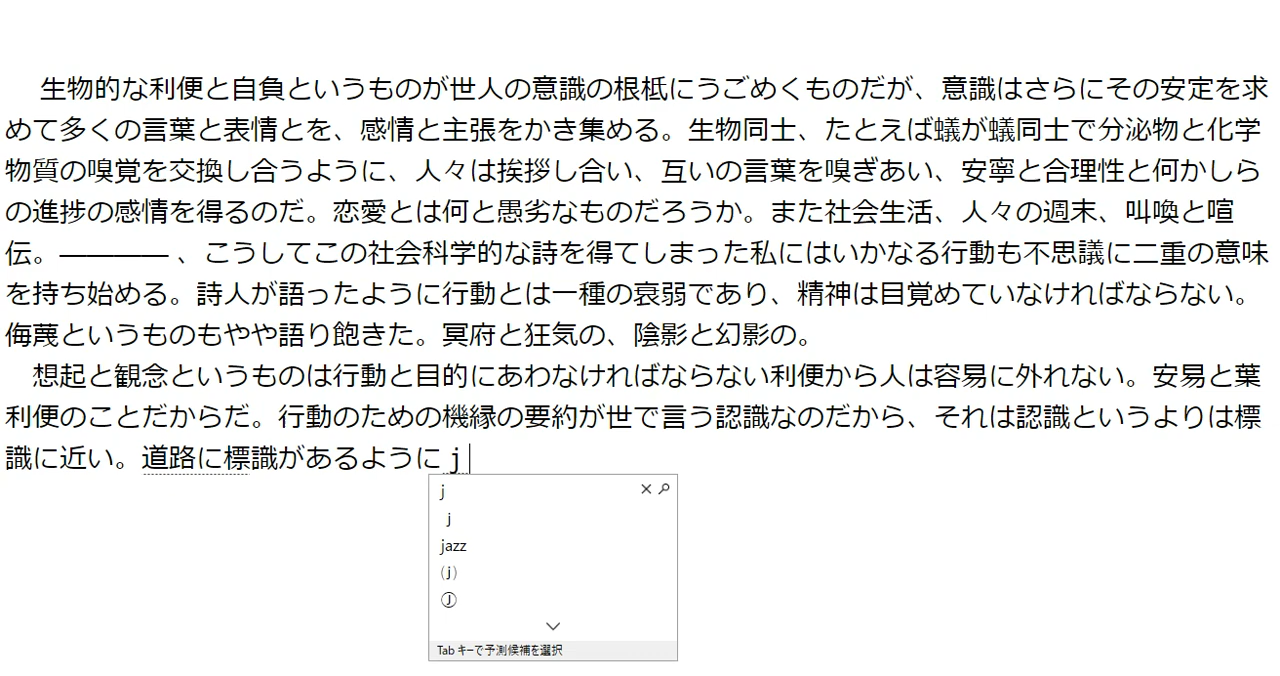 生物的な利便と自負というものが世人の意識の根柢にうごめくものだが、意識はさらにその安定を求
めて多くの言葉と表情とを、感情と主張をかき集める。生物同士、たとえば蟻が蟻同士で分泌物と化学
物質の嗅覚を交換し合うように、人々は挨拶し合い、互いの言葉を嗅ぎあい、安寧と合理性と何かしら
の進捗の感情を得るのだ。恋愛とは何と愚劣なものだろうか。また社会生活、人々の週末、叫喚と喧
伝。―――― 、こうしてこの社会科学的な詩を得てしまった私にはいかなる行動も不思議に二重の意味
を持ち始める。詩人が語ったように行動とは一種の衰弱であり、精神は目覚めていなければならない。
侮蔑というものもやや語り飽きた。冥府と狂気の、陰影と幻影の。
想起と観念というものは行動と目的にあわなければならない利便から人は容易に外れない。安易と葉
利便のことだからだ。行動のための機縁の要約が世で言う認識なのだから、それは認識というよりは標
識に近い。道路に標識があるようにｊ
j
ｊ
jazz
(j)
Ⓙ
Tab キーで予測候補を選択